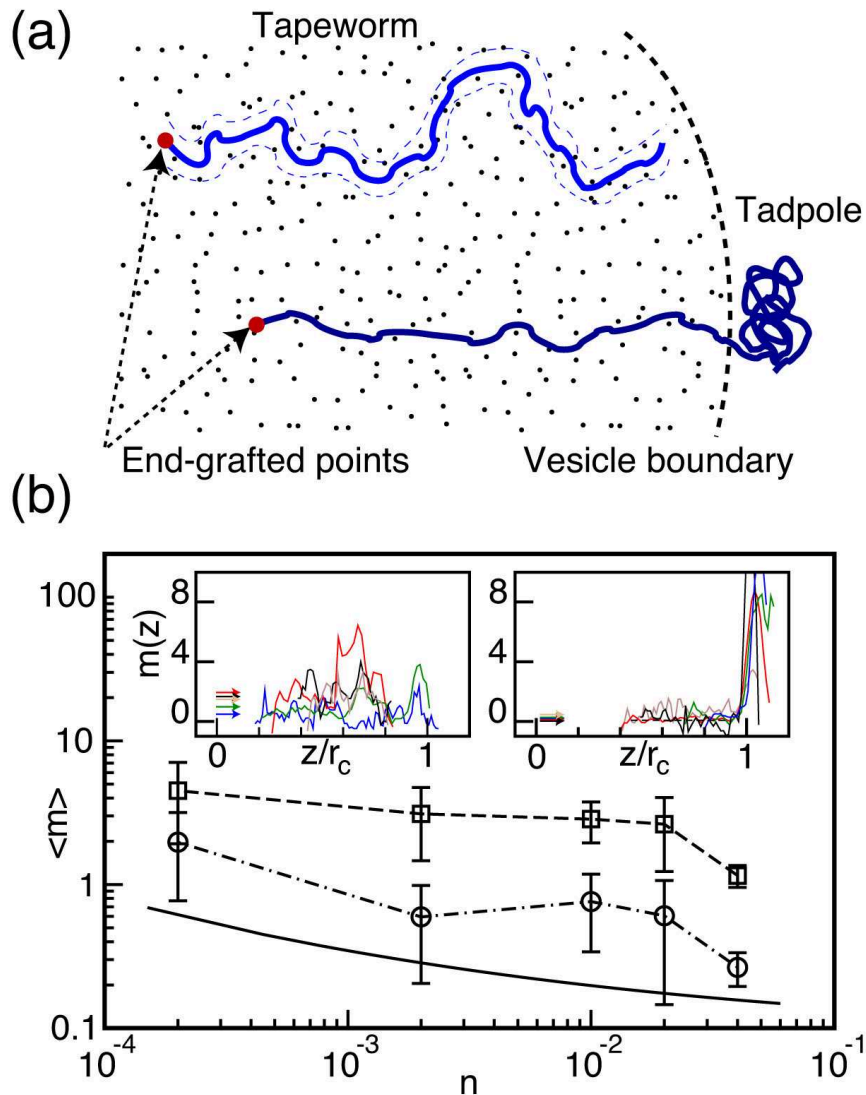 (a)
Tapeworm
Tadpole
End-grafted points
Vesicle boundary
(b)
100
10
1
0.1
<m>
8
4
0
m(z)
0
z/r_c
1
8
4
0
0
z/r_c
1
10^-4
10^-3
10^-2
10^-1
n